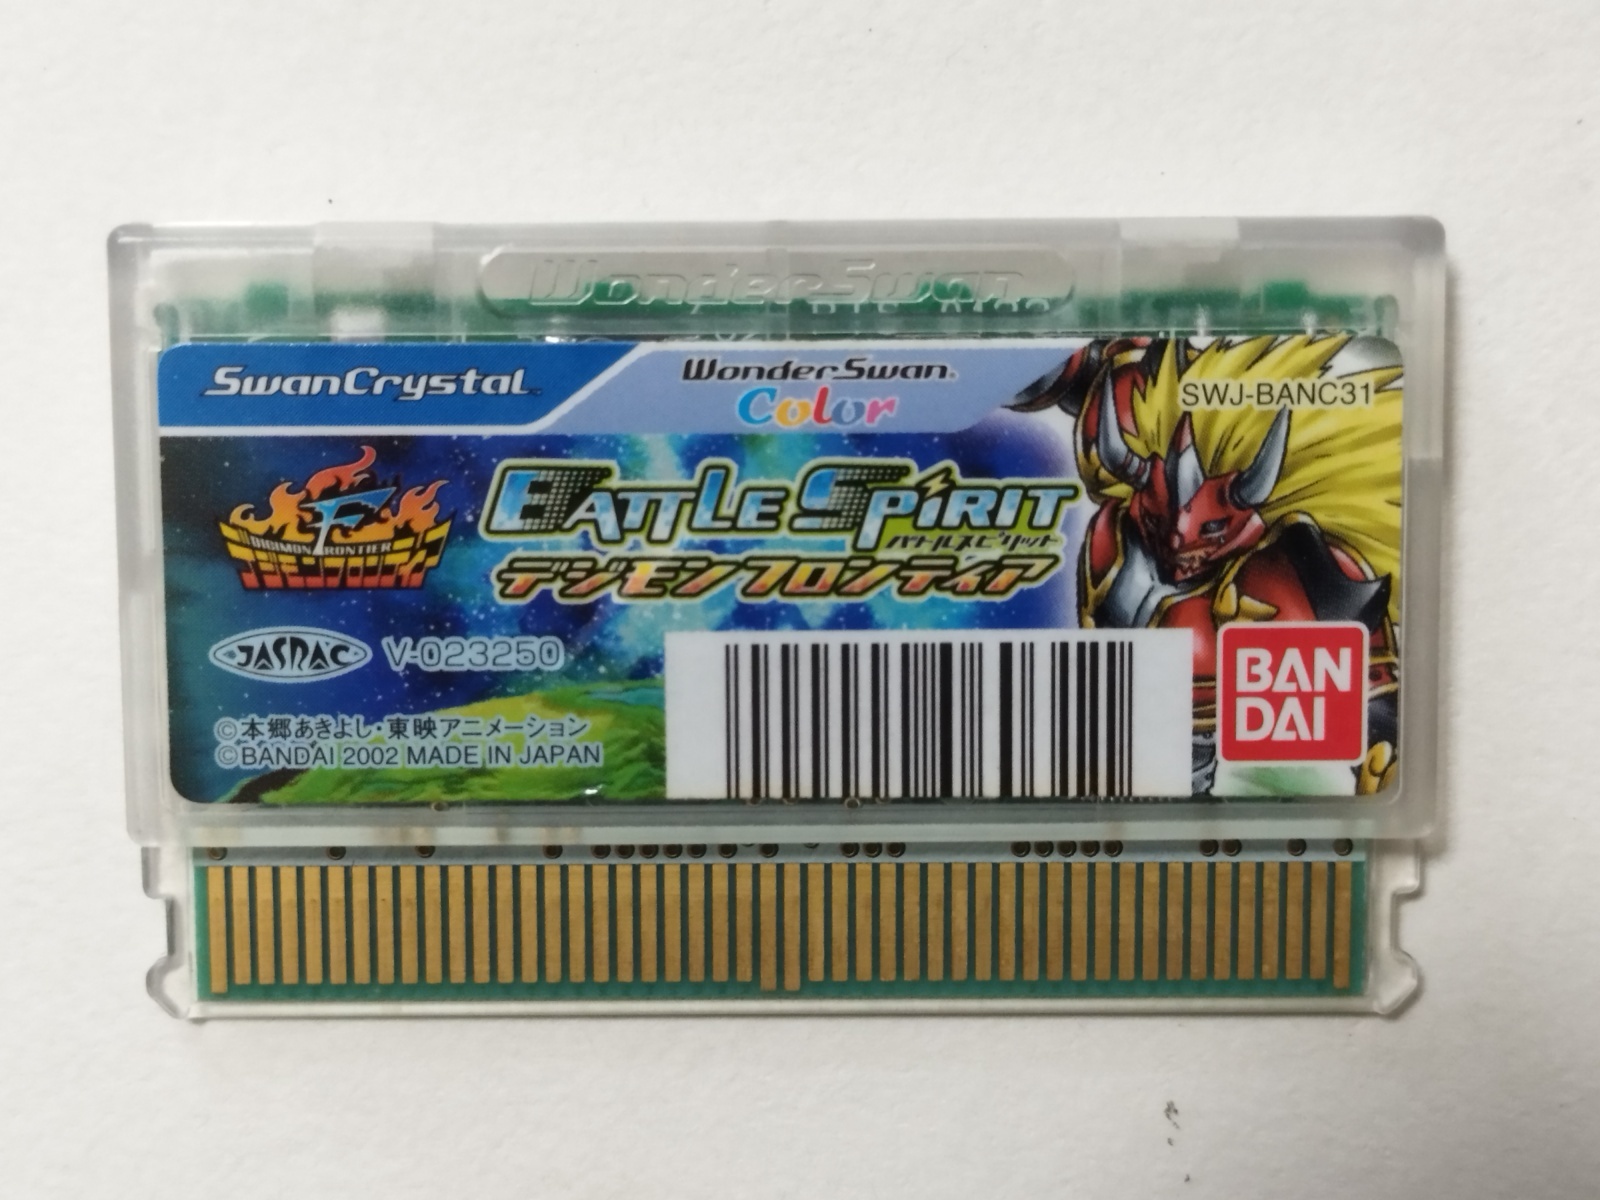 WonderSwan
SwanCrystal™
WonderSwan®
Color
SWJ-BANC31
F
DIGIMON FRONTIER
デジモンフロンティア
BATTLE SPIRIT
バトルスピリット
デジモンフロンティア
JASRAC
V-023250
©本郷あきよし・東映アニメーション
©BANDAI 2002 MADE IN JAPAN
BAN
DAI